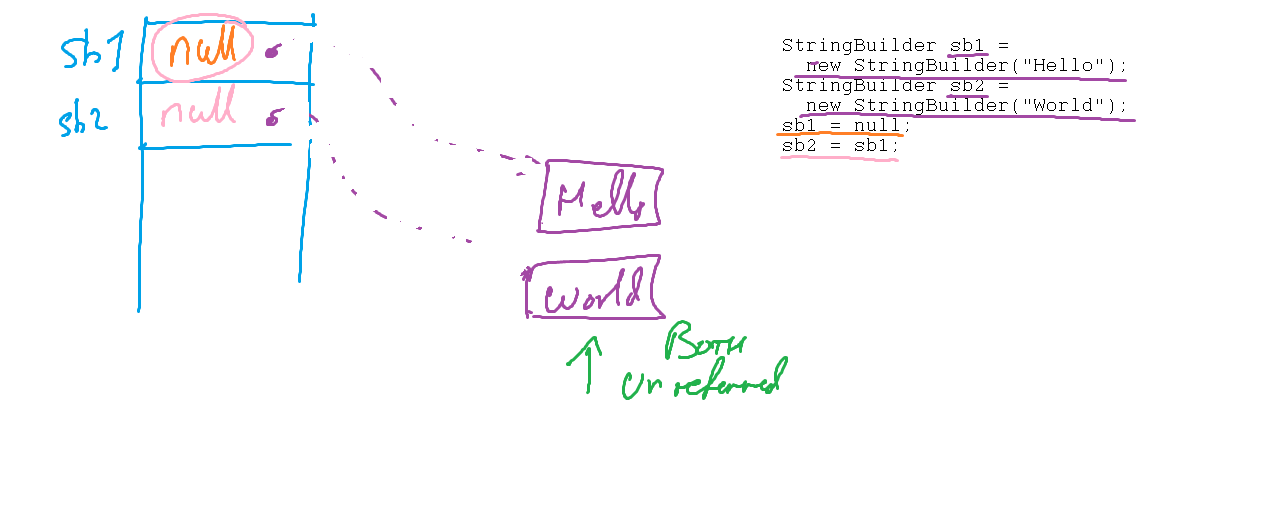 sb1 null
sb2 null
StringBuilder sb1 =
new StringBuilder("Hello");
StringBuilder sb2 =
new StringBuilder("World");
sb1 = null;
sb2 = sb1;
Hello
World
BOTH
Unreferred